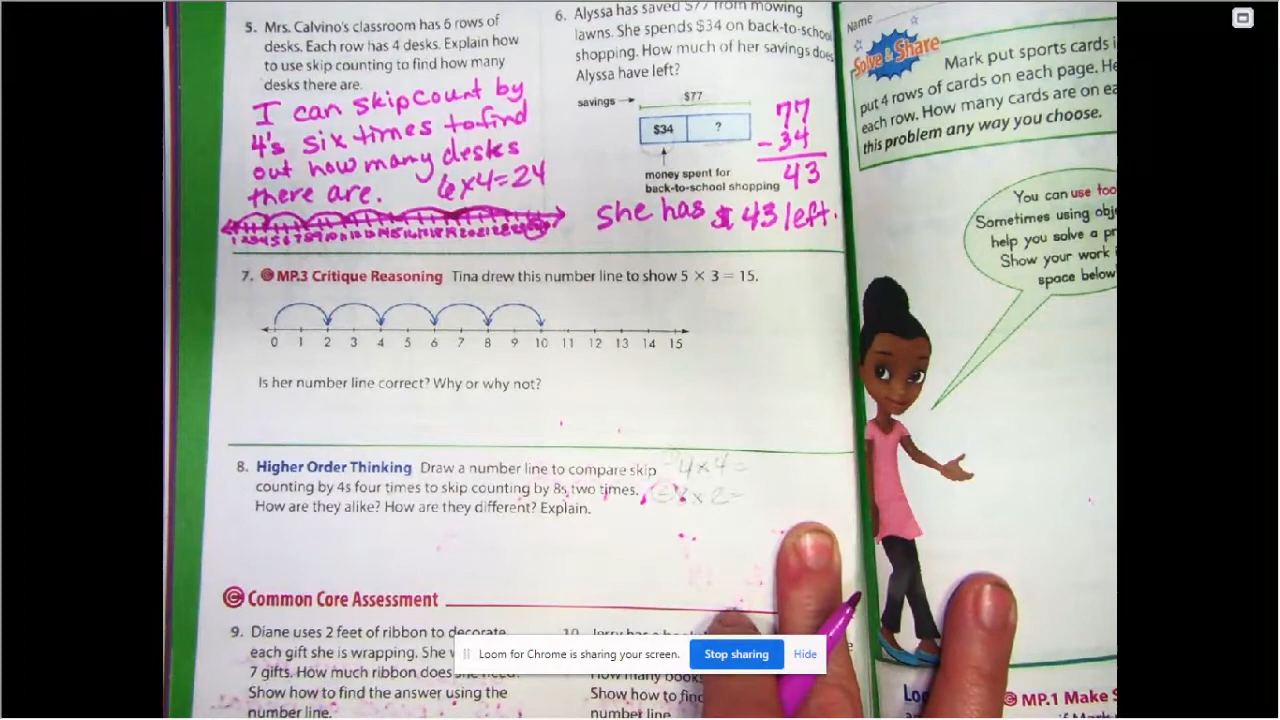 5. Mrs. Calvino's classroom has 6 rows of
desks. Each row has 4 desks. Explain how
to use skip counting to find how many
desks there are.
I can skip count by
4's six times to find
out how many desks
there are. 6x4=24
6. Alyssa has saved $77 from mowing
lawns. She spends $34 on back-to-school
shopping. How much of her savings does
Alyssa have left?
savings
$77
$34 ?
money spent for
back-to-school shopping
77
- 34
43
She has $43 left.
7. MP.3 Critique Reasoning Tina drew this number line to show 5 × 3 = 15.
0 1 2 3 4 5 6 7 8 9 10 11 12 13 14 15
Is her number line correct? Why or why not?
8. Higher Order Thinking Draw a number line to compare skip
counting by 4s four times to skip counting by 8s two times.
How are they alike? How are they different? Explain.
4x4=
8x2=
Common Core Assessment
9. Diane uses 2 feet of ribbon to decorate
each gift she is wrapping. She
7 gifts. How much ribbon does
Show how to find the answer using the
number line.
10.
How many
Show how to find
number line.
Name
Solve & Share
Mark put sports cards
put 4 rows of cards on each page. He
each row. How many cards are on
this problem any way you choose.
You can use
Sometimes using
help you solve a
Show your work
space below
MP.1 Make
Loom for Chrome is sharing your screen.
Stop sharing
Hide